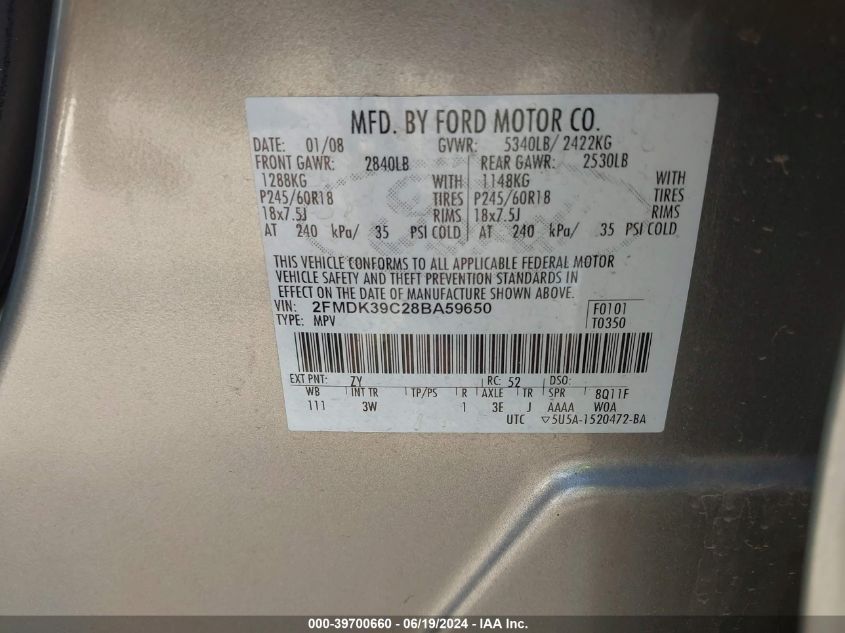 MFD. BY FORD MOTOR CO.
DATE: 01/08 GVWR: 5340LB/ 2422KG
FRONT GAWR: 2840LB REAR GAWR: 2530LB
1288KG WITH 1148KG WITH
P245/60R18 TIRES P245/60R18 TIRES
18x7.5J RIMS 18x7.5J RIMS
AT 240 kPa/ 35 PSI COLD AT 240 kPa/ 35 PSI COLD
THIS VEHICLE CONFORMS TO ALL APPLICABLE FEDERAL MOTOR
VEHICLE SAFETY AND THEFT PREVENTION STANDARDS IN
EFFECT ON THE DATE OF MANUFACTURE SHOWN ABOVE.
VIN: 2FMDK39C28BA59650 F0101
TYPE: MPV T0350
EXT PNT: ZY RC: 52 DSO:
WB INT TR TP/PS R AXLE TR SPR 8Q11F
111 3W 1 3E J AAAA W0A
UTC ▽5U5A-1520472-BA
000-39700660 - 06/19/2024 - IAA Inc.